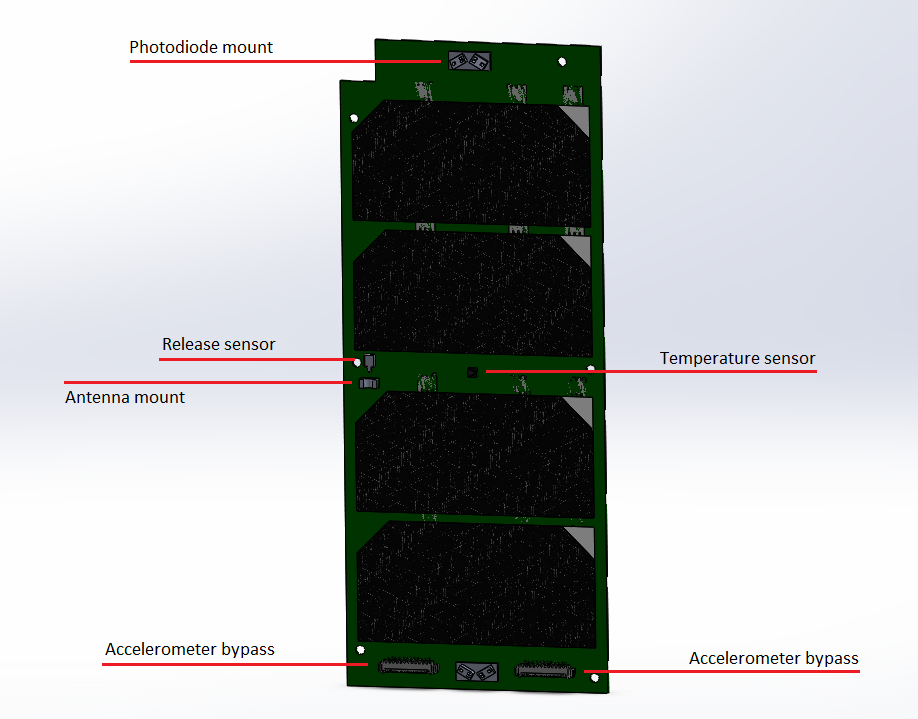 Photodiode mount
Release sensor
Temperature sensor
Antenna mount
Accelerometer bypass
Accelerometer bypass